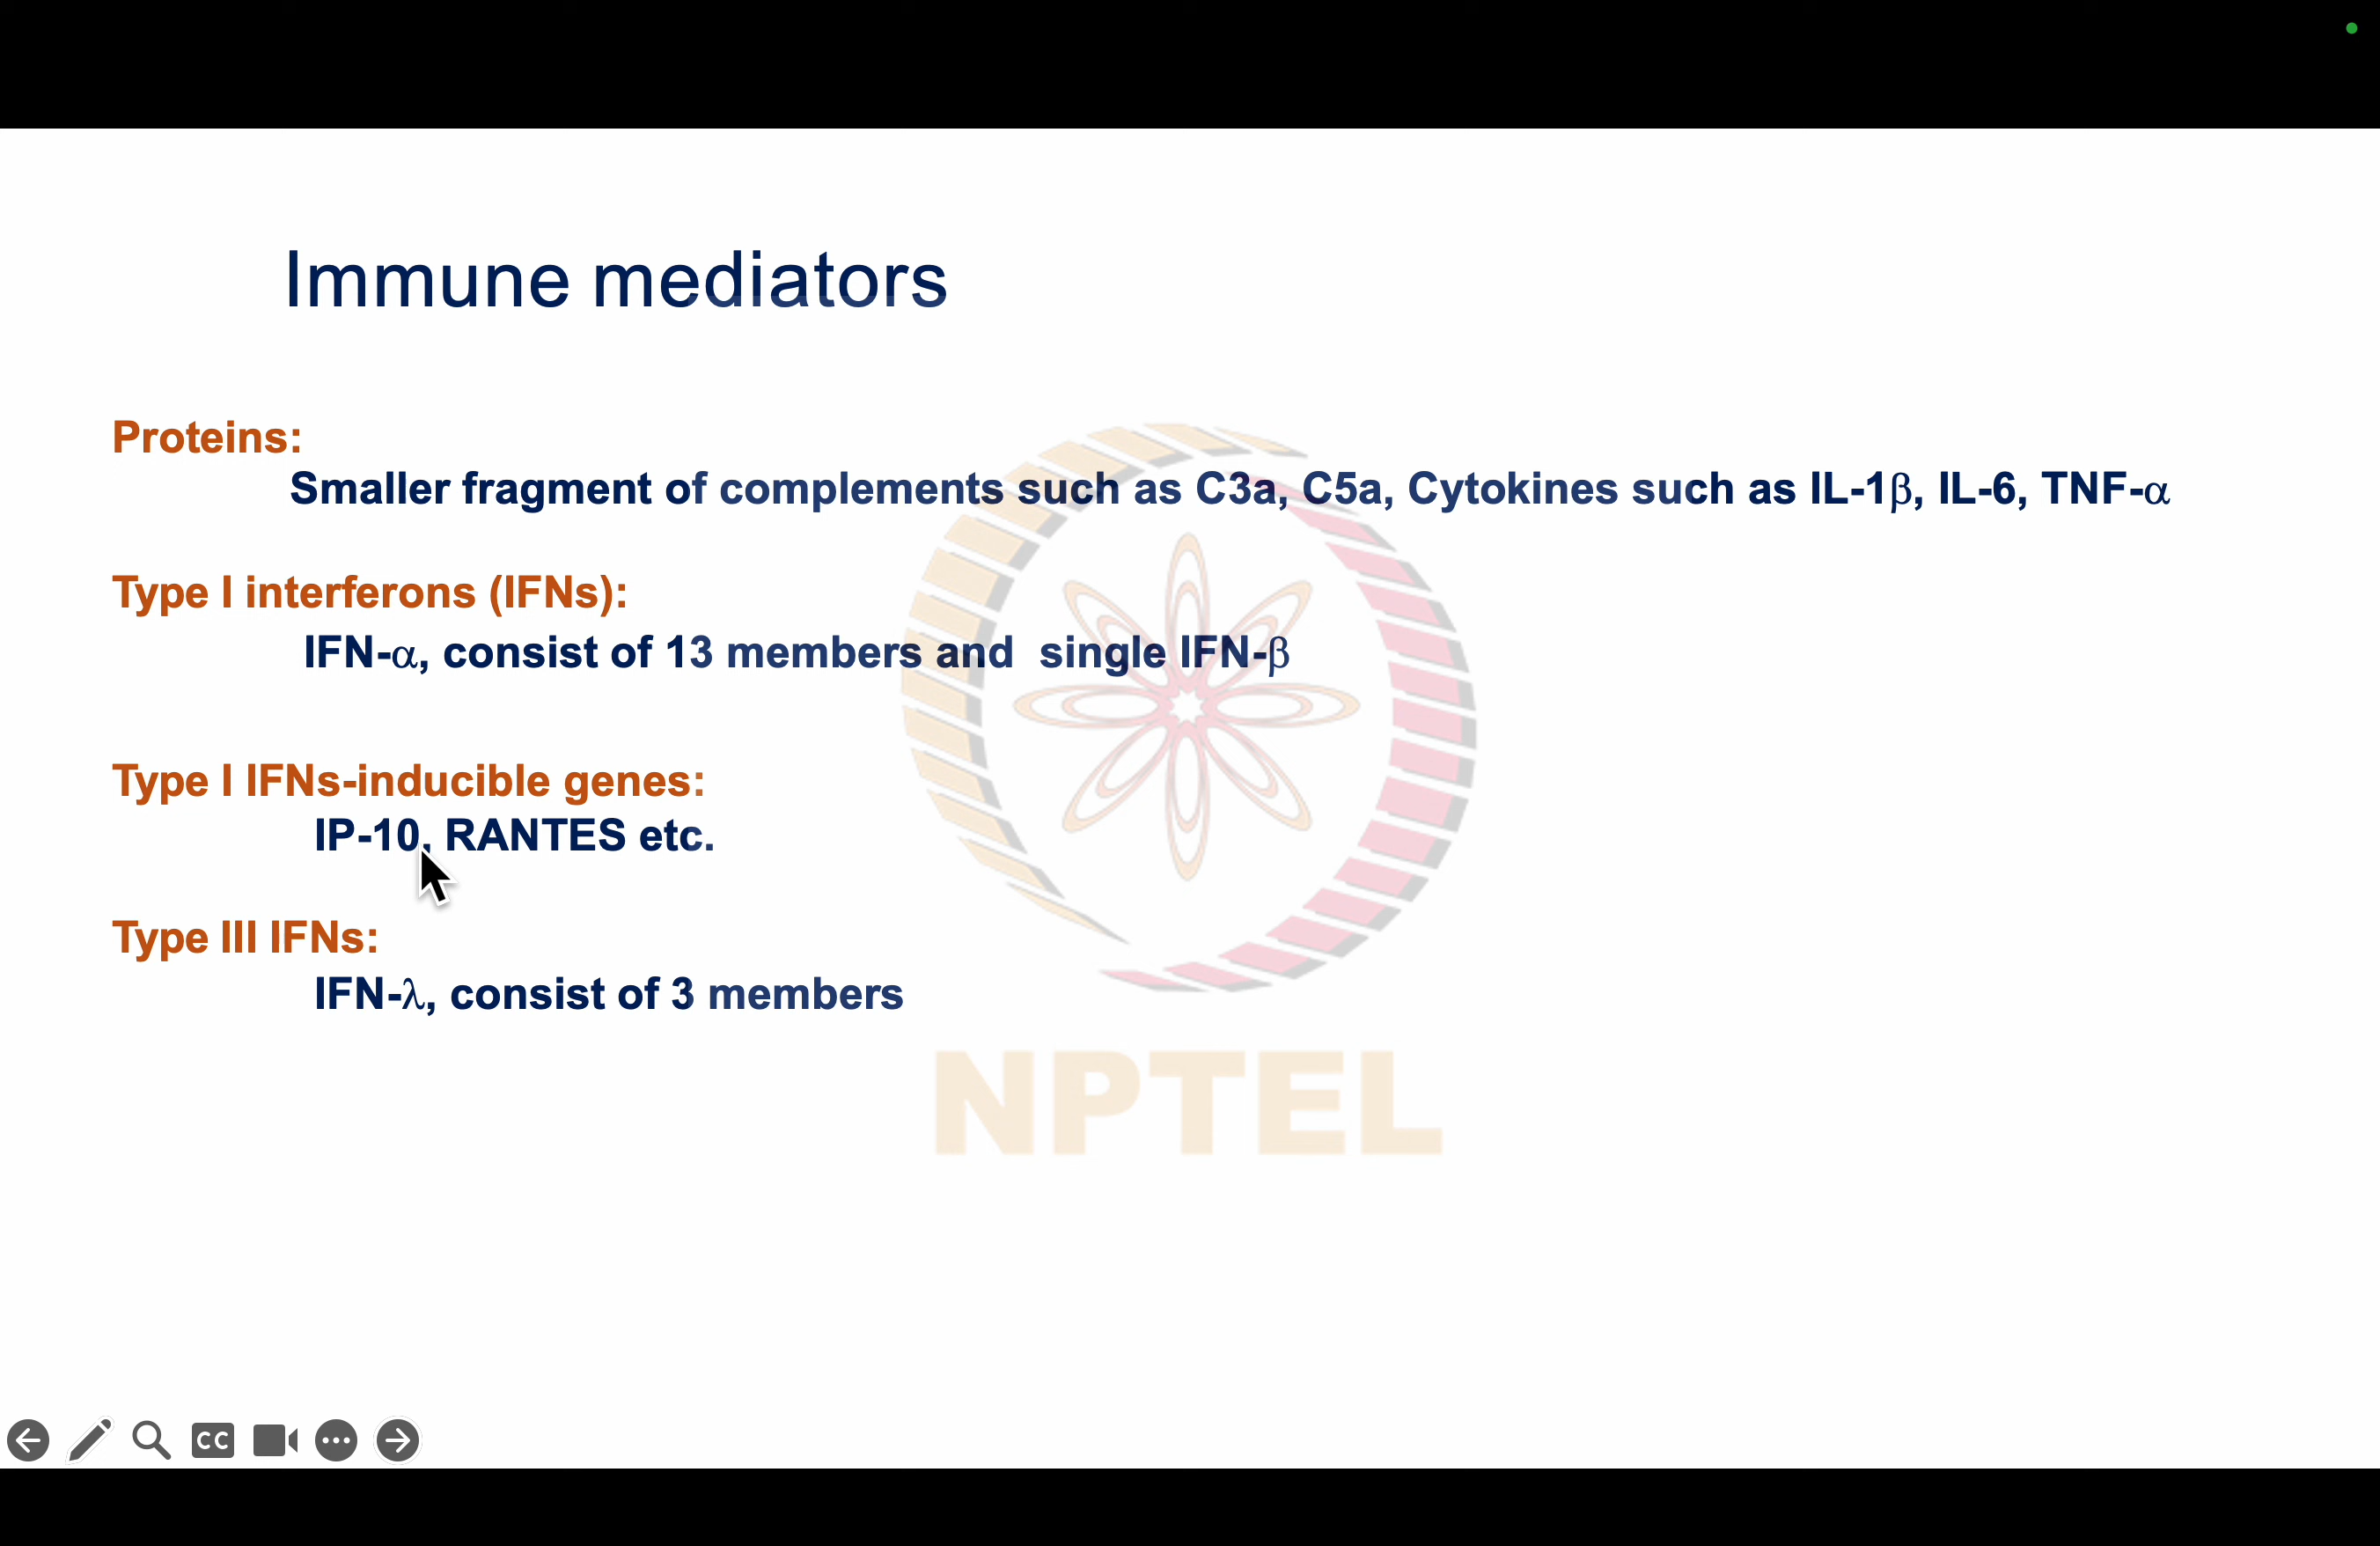 Immune mediators
Proteins:
Smaller fragment of complements such as C3a, C5a, Cytokines such as IL-1β, IL-6, TNF-α
Type I interferons (IFNs):
IFN-α, consist of 13 members and  single IFN-β
Type I IFNs-inducible genes:
IP-10, RANTES etc.
Type III IFNs:
IFN-λ, consist of 3 members
NPTEL
CC